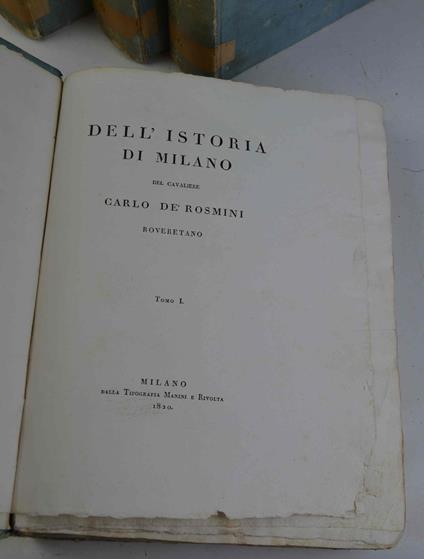 DELL' ISTORIA
DI MILANO
DEL CAVALIERE
CARLO DE' ROSMINI
ROVERETANO
Tomo I.
MILANO
DALLA TIPOGRAFIA MANINI E RIVOLTA
1820.